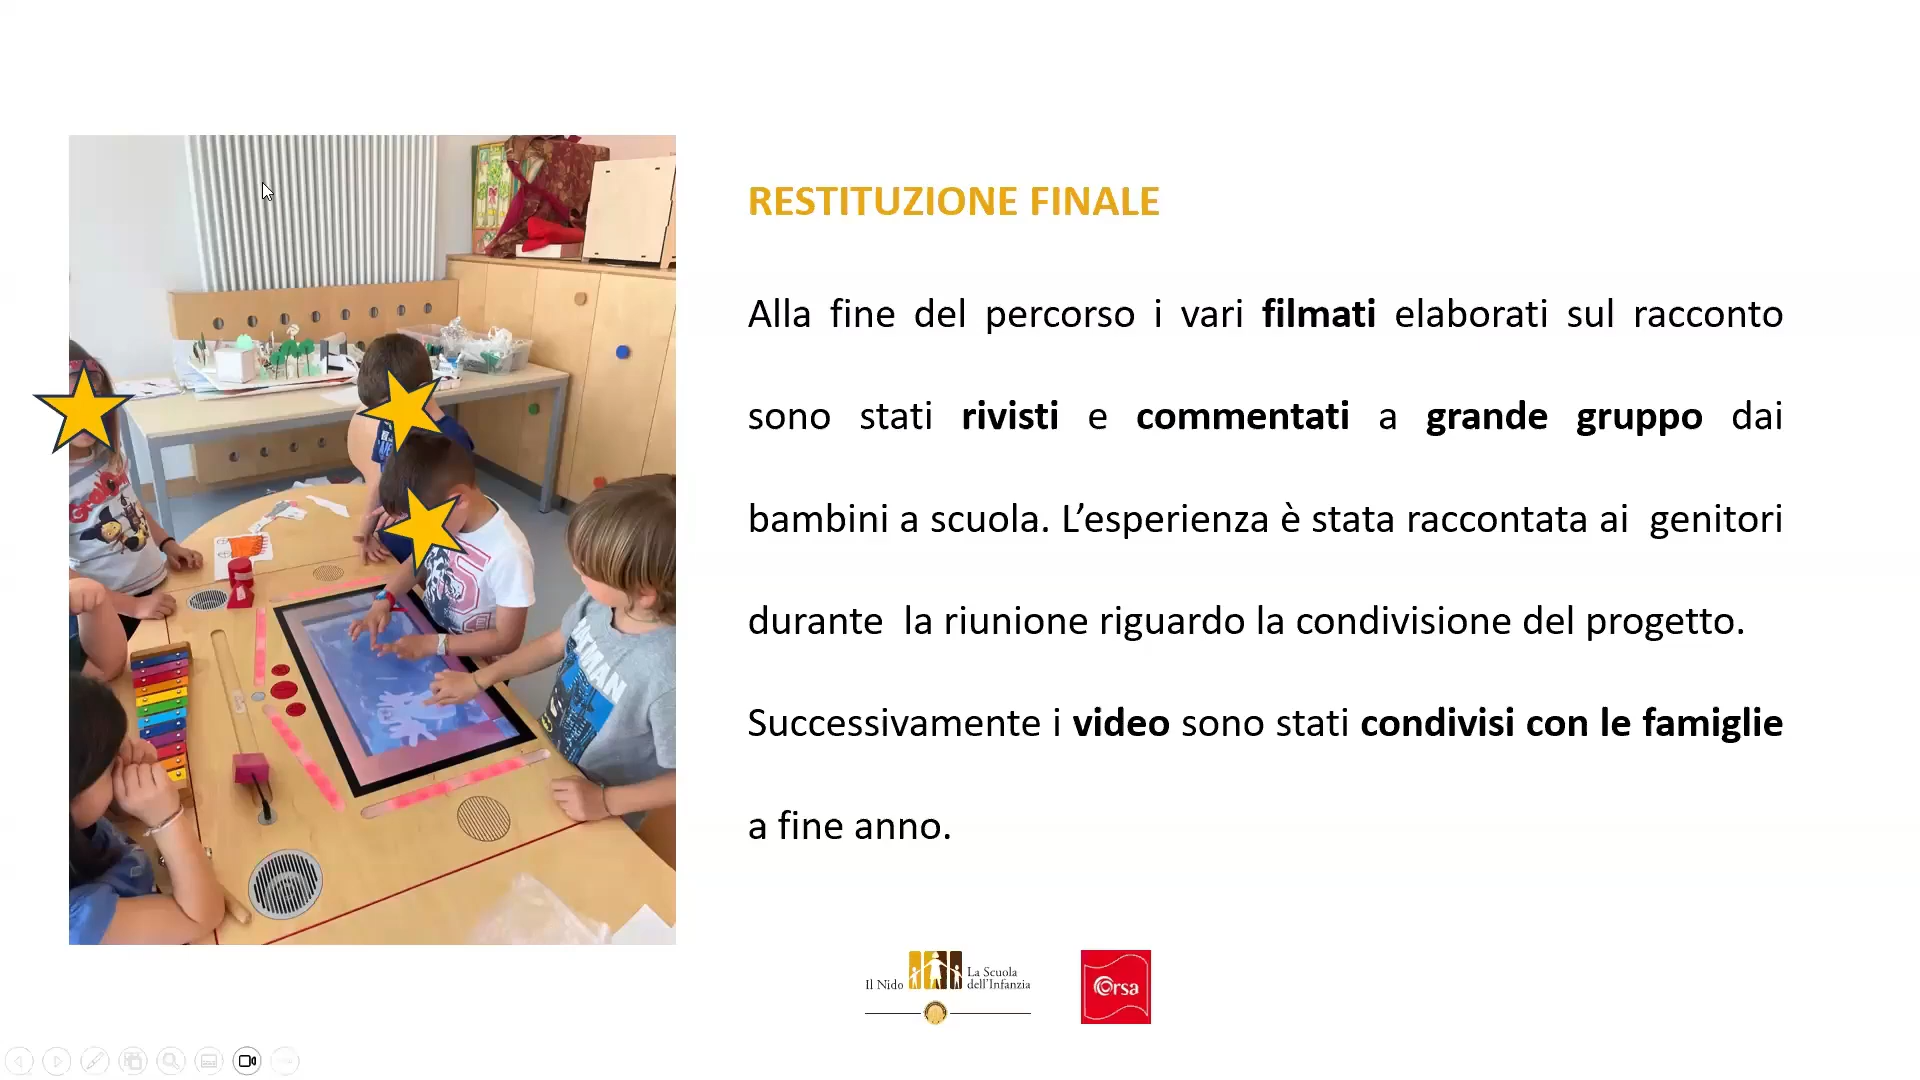 RESTITUZIONE FINALE
Alla fine del percorso i vari filmati elaborati sul racconto
sono stati rivisti e commentati a grande gruppo dai
bambini a scuola. L’esperienza è stata raccontata ai genitori
durante la riunione riguardo la condivisione del progetto.
Successivamente i video sono stati condivisi con le famiglie
a fine anno.
BATMAN
Il Nido
La Scuola
dell’Infanzia
Orsa